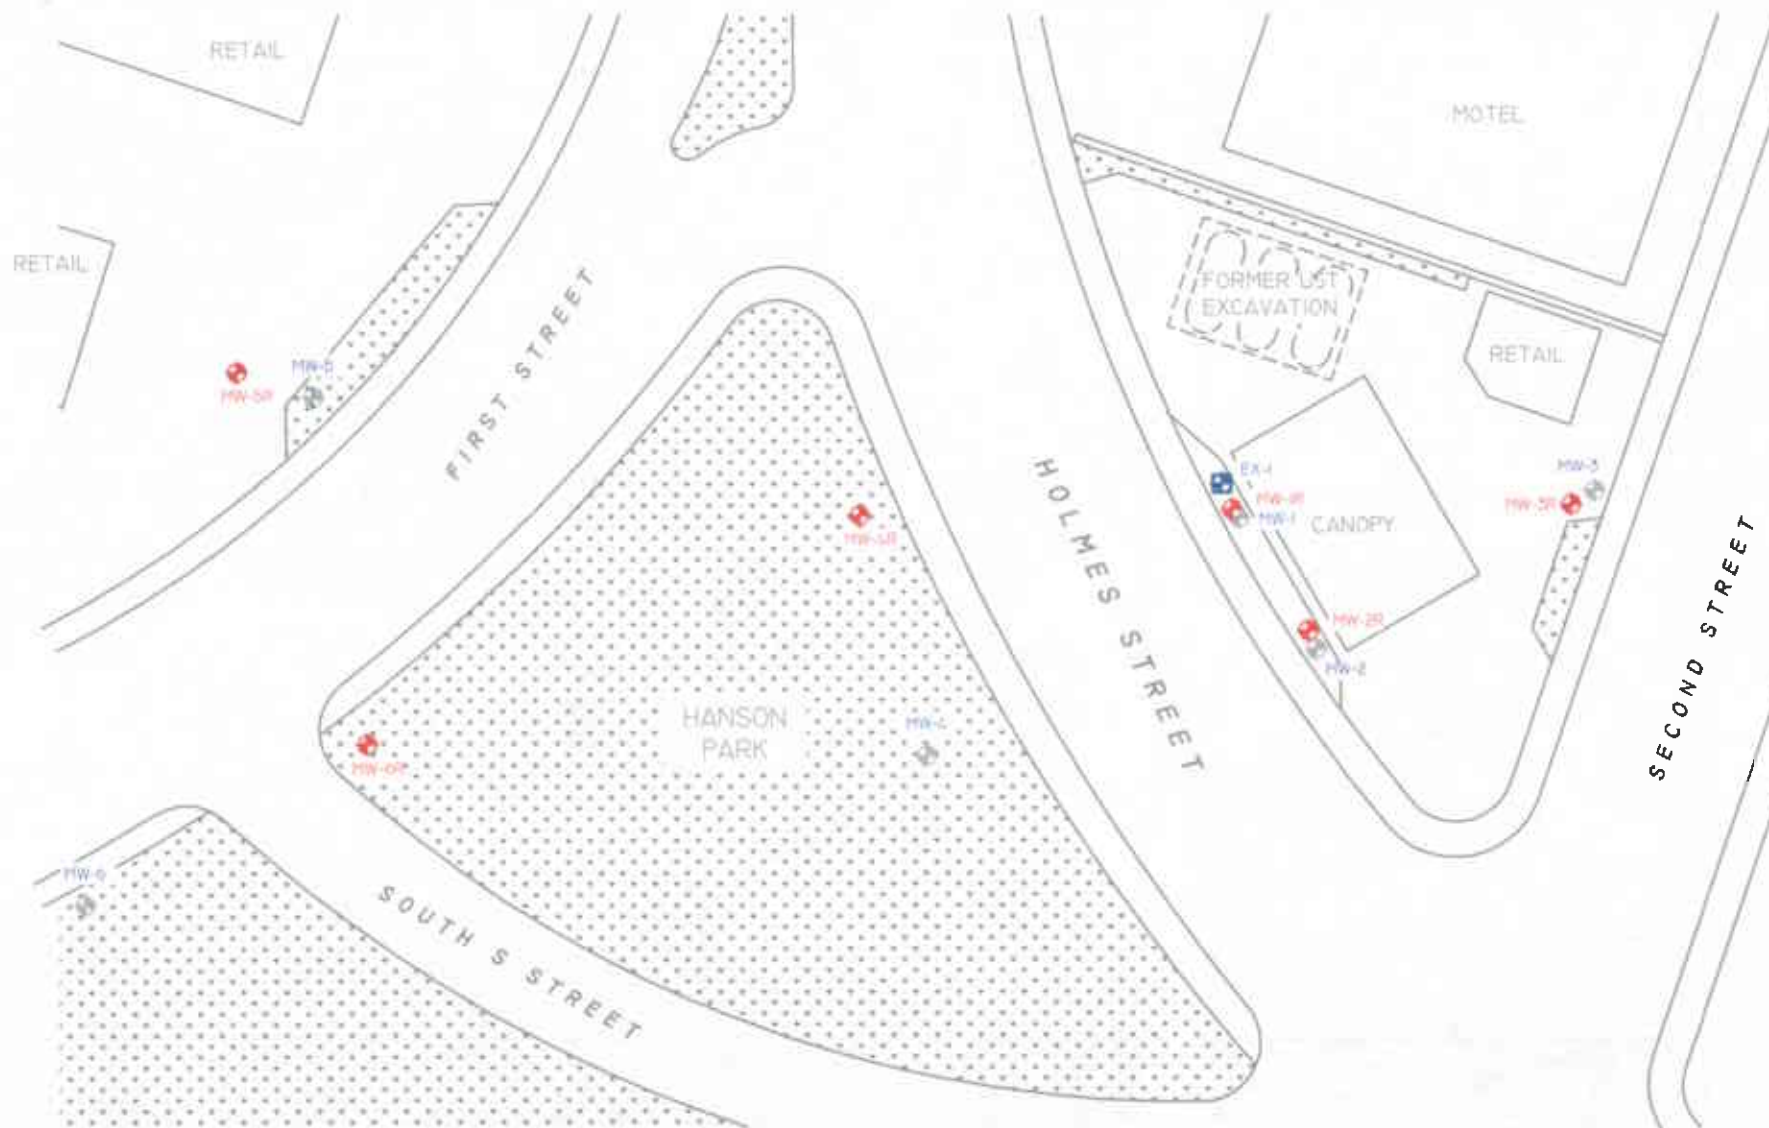 RETAIL
MOTEL
RETAIL
FORMER UST
EXCAVATION
RETAIL
MW-5
MW-5R
FIRST STREET
HOLMES STREET
EX-1
MW-1R
MW-1
CANOPY
MW-3
MW-3R
MW-4R
SECOND STREET
MW-2R
MW-2
HANSON
PARK
MW-4
MW-6R
MW-6
SOUTH S STREET